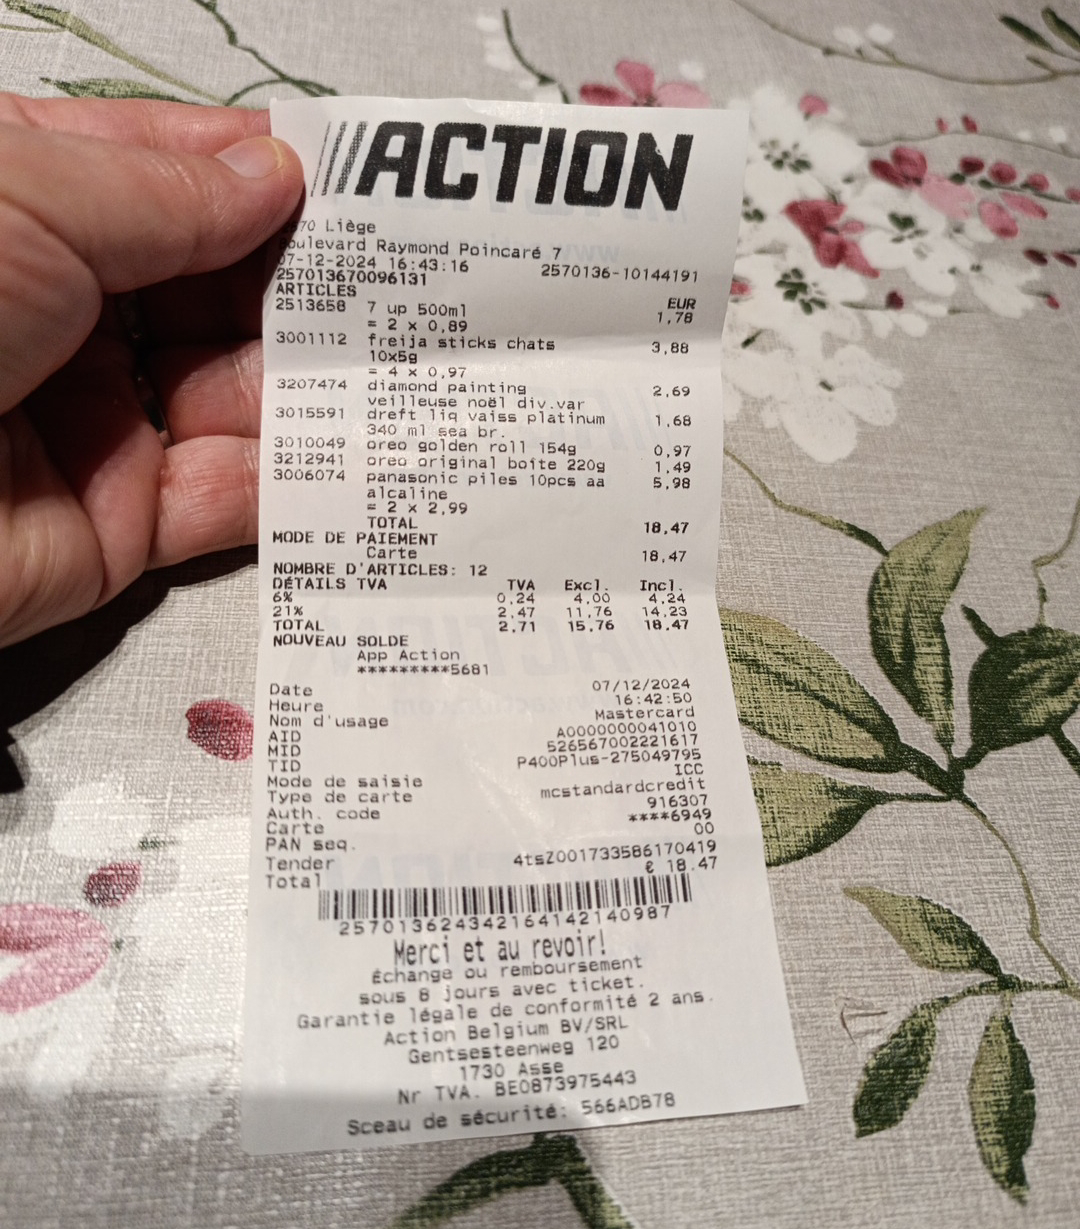 ACTION
Liège
Boulevard Raymond Poincaré 7
07-12-2024 16:43:16 2570136-10144191
257013670096131
ARTICLES EUR
2513658 7 up 500ml 1,78
= 2 x 0,89
3001112 freija sticks chats 3,88
10x5g
= 4 x 0,97
3207474 diamond painting 2,69
veilleuse noël div.var
3015591 dreft liq vaiss platinum 1,68
340 ml sea br.
3010049 oreo golden roll 154g 0,97
3212941 oreo original boîte 220g 1,49
3006074 panasonic piles 10pcs aa 5,98
alcaline
= 2 x 2,99
TOTAL 18,47
MODE DE PAIEMENT
Carte 18,47
NOMBRE D'ARTICLES: 12
DÉTAILS TVA TVA Excl. Incl.
6% 0,24 4,00 4,24
21% 2,47 11,76 14,23
TOTAL 2,71 15,76 18,47
NOUVEAU SOLDE
App Action
*********5681
Date 07/12/2024
Heure 16:42:50
Nom d'usage Mastercard
AID A0000000041010
MID 526567002221617
TID P400Plus-275049795
Mode de saisie ICC
Type de carte mcstandardcredit
Auth. code 916307
Carte ****6949
PAN seq. 00
Tender 4tsZ001733586170419
Total € 18.47
2570136243421641421409​87
Merci et au revoir!
Échange ou remboursement
sous 8 jours avec ticket.
Garantie légale de conformité 2 ans.
Action Belgium BV/SRL
Gentsesteenweg 120
1730 Asse
Nr TVA. BE0873975443
Sceau de sécurité: 566ADB78